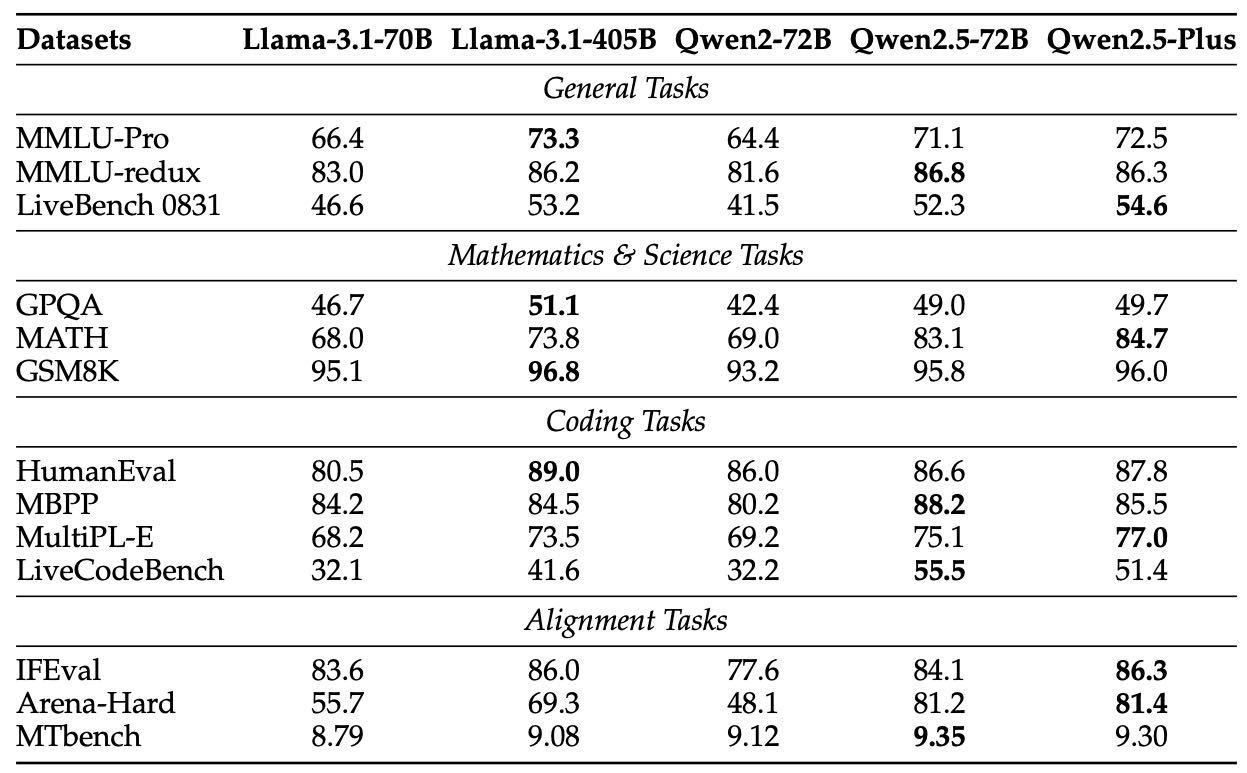 Datasets Llama-3.1-70B Llama-3.1-405B Qwen2-72B Qwen2.5-72B Qwen2.5-Plus
General Tasks
MMLU-Pro 66.4 73.3 64.4 71.1 72.5
MMLU-redux 83.0 86.2 81.6 86.8 86.3
LiveBench 0831 46.6 53.2 41.5 52.3 54.6
Mathematics & Science Tasks
GPQA 46.7 51.1 42.4 49.0 49.7
MATH 68.0 73.8 69.0 83.1 84.7
GSM8K 95.1 96.8 93.2 95.8 96.0
Coding Tasks
HumanEval 80.5 89.0 86.0 86.6 87.8
MBPP 84.2 84.5 80.2 88.2 85.5
MultiPL-E 68.2 73.5 69.2 75.1 77.0
LiveCodeBench 32.1 41.6 32.2 55.5 51.4
Alignment Tasks
IFEval 83.6 86.0 77.6 84.1 86.3
Arena-Hard 55.7 69.3 48.1 81.2 81.4
MTbench 8.79 9.08 9.12 9.35 9.30